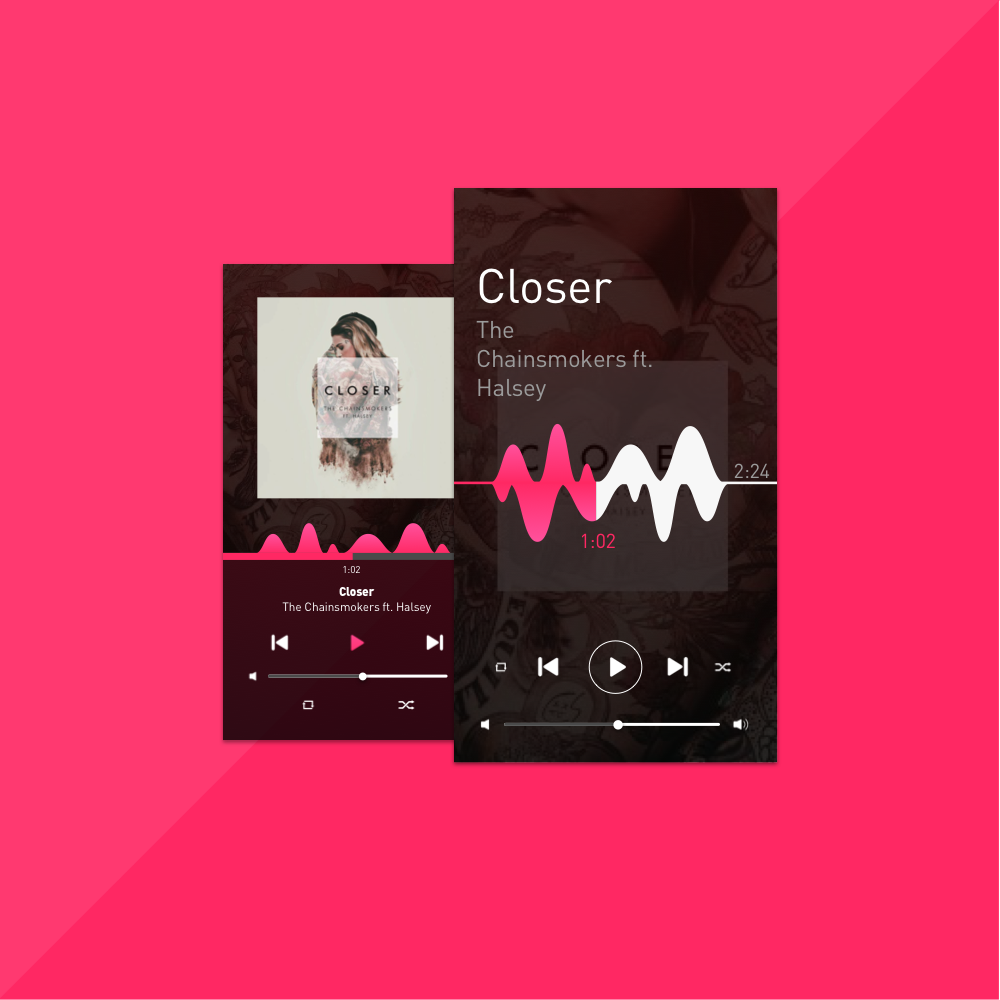 CLOSER
THE CHAINSMOKERS
FT. HALSEY
1:02
Closer
The Chainsmokers ft. Halsey
Closer
The
Chainsmokers ft.
Halsey
2:24
1:02